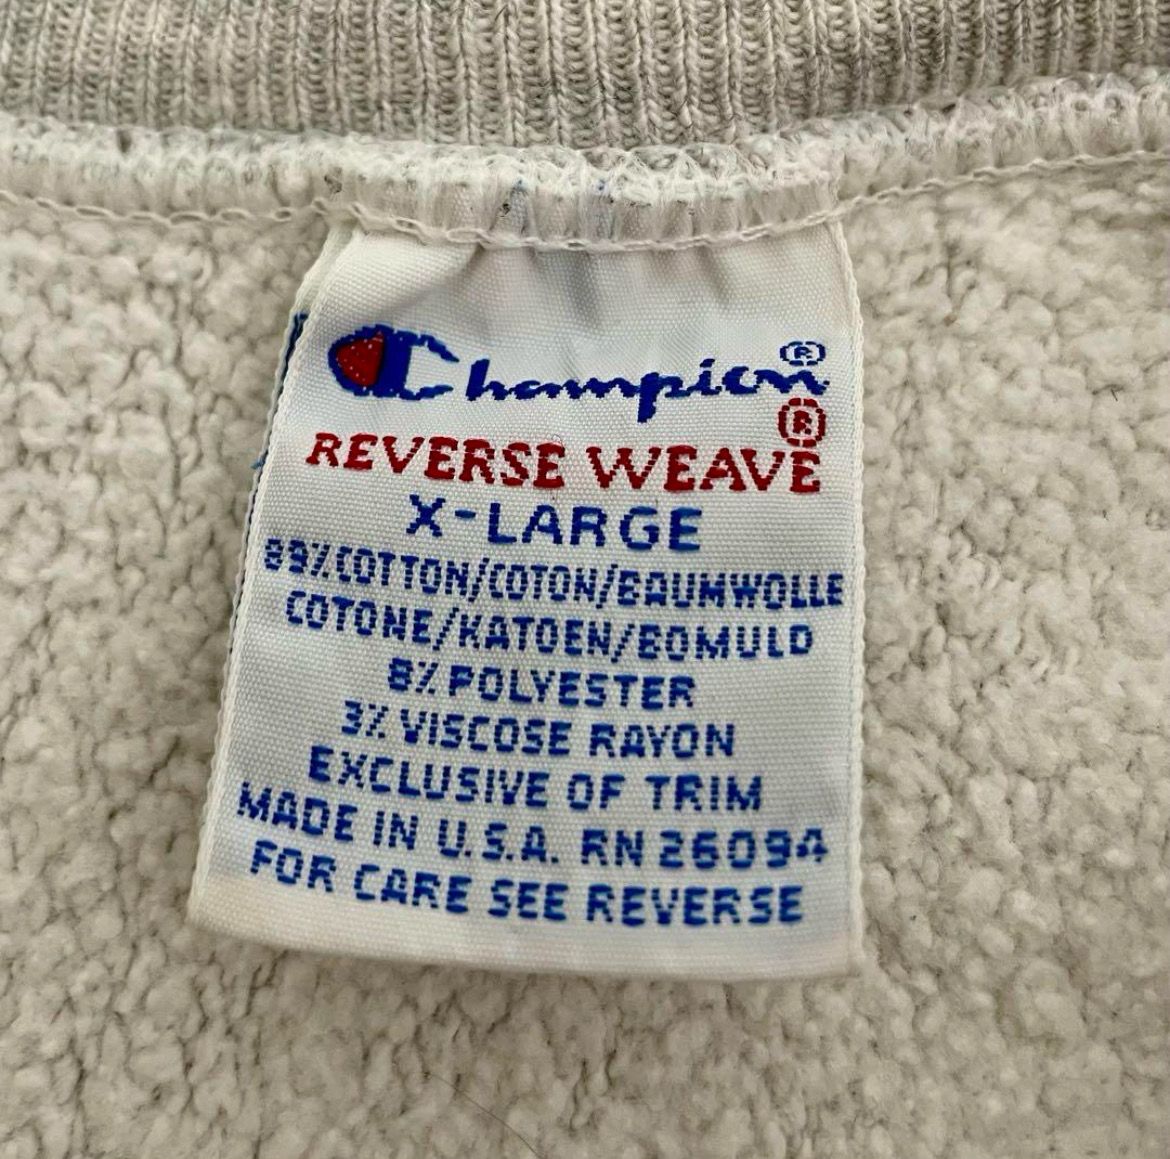 Champion®
REVERSE WEAVE®
X-LARGE
89% COTTON/COTON/BAUMWOLLE
COTONE/KATOEN/BOMULD
8% POLYESTER
3% VISCOSE RAYON
EXCLUSIVE OF TRIM
MADE IN U.S.A. RN 26094
FOR CARE SEE REVERSE